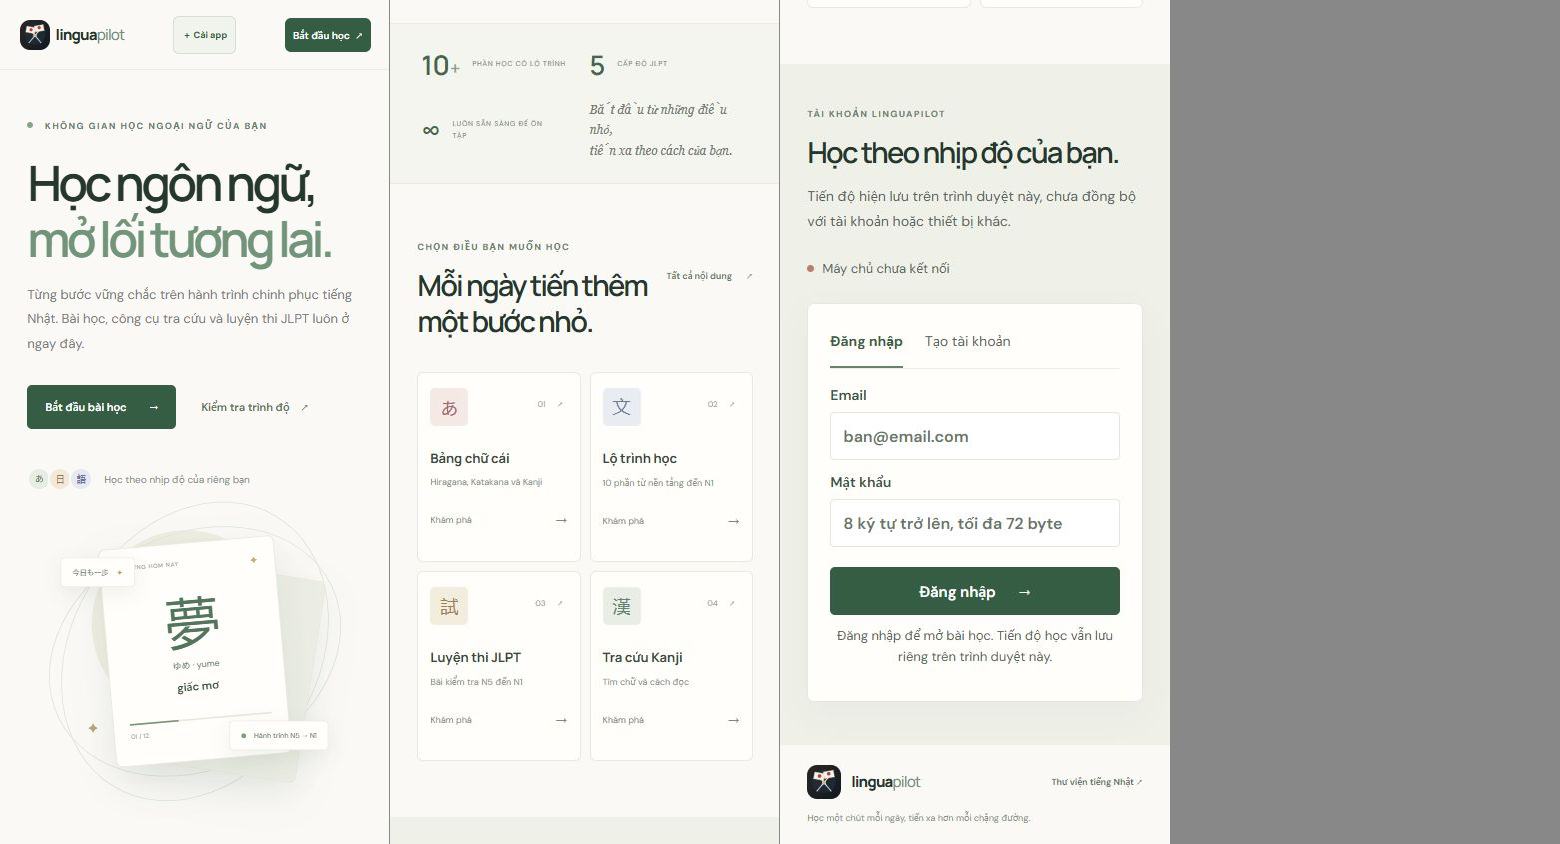 linguapilot
+ Cài app
Bắt đầu học ↗
KHÔNG GIAN HỌC NGOẠI NGỮ CỦA BẠN
Học ngôn ngữ,
mở lối tương lai.
Từng bước vững chắc trên hành trình chinh phục tiếng
Nhật. Bài học, công cụ tra cứu và luyện thi JLPT luôn ở
ngay đây.
Bắt đầu bài học →
Kiểm tra trình độ ↗
あ 日 語 Học theo nhịp độ của riêng bạn
今日も一歩 ✦
NG HÔM NAY ✦
夢
ゆめ · yume
giấc mơ
01 / 12
Hành trình N5 → N1
10+ PHẦN HỌC CÓ LỘ TRÌNH
5 CẤP ĐỘ JLPT
∞ LUÔN SẴN SÀNG ĐỂ ÔN
TẬP
Bắt đầu từ những điều
nhỏ,
tiến xa theo cách của bạn.
CHỌN ĐIỀU BẠN MUỐN HỌC
Mỗi ngày tiến thêm
một bước nhỏ.
Tất cả nội dung ↗
あ 01 ↗
Bảng chữ cái
Hiragana, Katakana và Kanji
Khám phá →
文 02 ↗
Lộ trình học
10 phần từ nền tảng đến N1
Khám phá →
試 03 ↗
Luyện thi JLPT
Bài kiểm tra N5 đến N1
Khám phá →
漢 04 ↗
Tra cứu Kanji
Tìm chữ và cách đọc
Khám phá →
TÀI KHOẢN LINGUAPILOT
Học theo nhịp độ của bạn.
Tiến độ hiện lưu trên trình duyệt này, chưa đồng bộ
với tài khoản hoặc thiết bị khác.
Máy chủ chưa kết nối
Đăng nhập
Tạo tài khoản
Email
ban@email.com
Mật khẩu
8 ký tự trở lên, tối đa 72 byte
Đăng nhập →
Đăng nhập để mở bài học. Tiến độ học vẫn lưu
riêng trên trình duyệt này.
linguapilot
Thư viện tiếng Nhật ↗
Học một chút mỗi ngày, tiến xa hơn mỗi chặng đường.